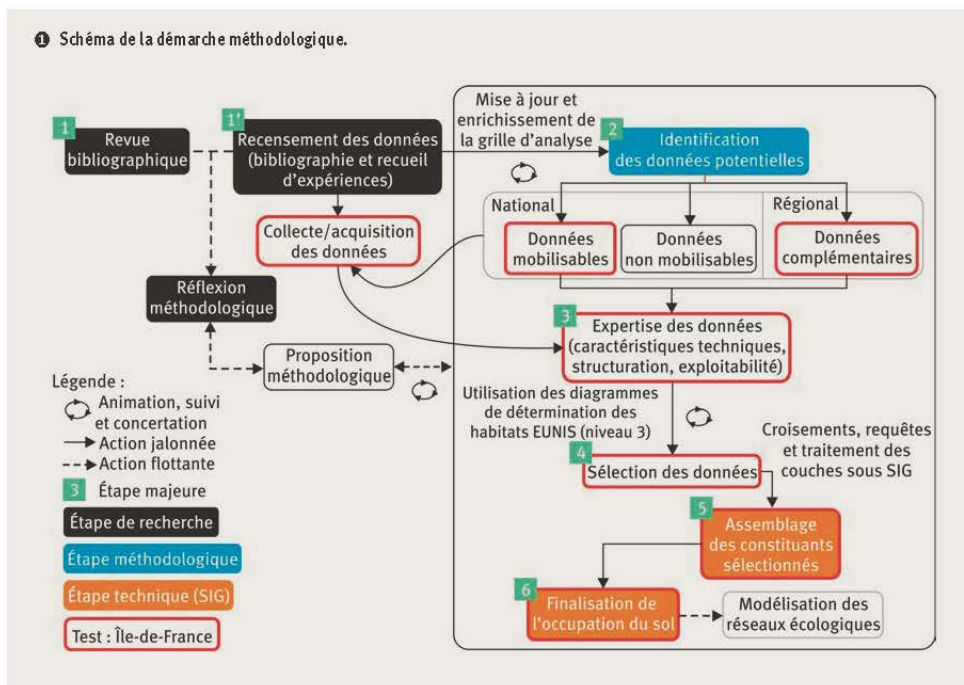 ❶ Schéma de la démarche méthodologique.
1
Revue
bibliographique
1'
Recensement des données
(bibliographie et recueil
d'expériences)
Mise à jour et
enrichissement de
la grille d'analyse
2
Identification
des données potentielles
Collecte/acquisition
des données
National
Régional
Données
mobilisables
Données
non mobilisables
Données
complémentaires
Réflexion
méthodologique
3
Expertise des données
(caractéristiques techniques,
structuration, exploitabilité)
Proposition
méthodologique
Utilisation des diagrammes
de détermination des
habitats EUNIS (niveau 3)
Croisements, requêtes
et traitement des
couches sous SIG
4
Sélection des données
5
Assemblage
des constituants
sélectionnés
6
Finalisation de
l'occupation du sol
Modélisation des
réseaux écologiques
Légende :
Animation, suivi
et concertation
Action jalonnée
Action flottante
3 Étape majeure
Étape de recherche
Étape méthodologique
Étape technique (SIG)
Test : Île-de-France